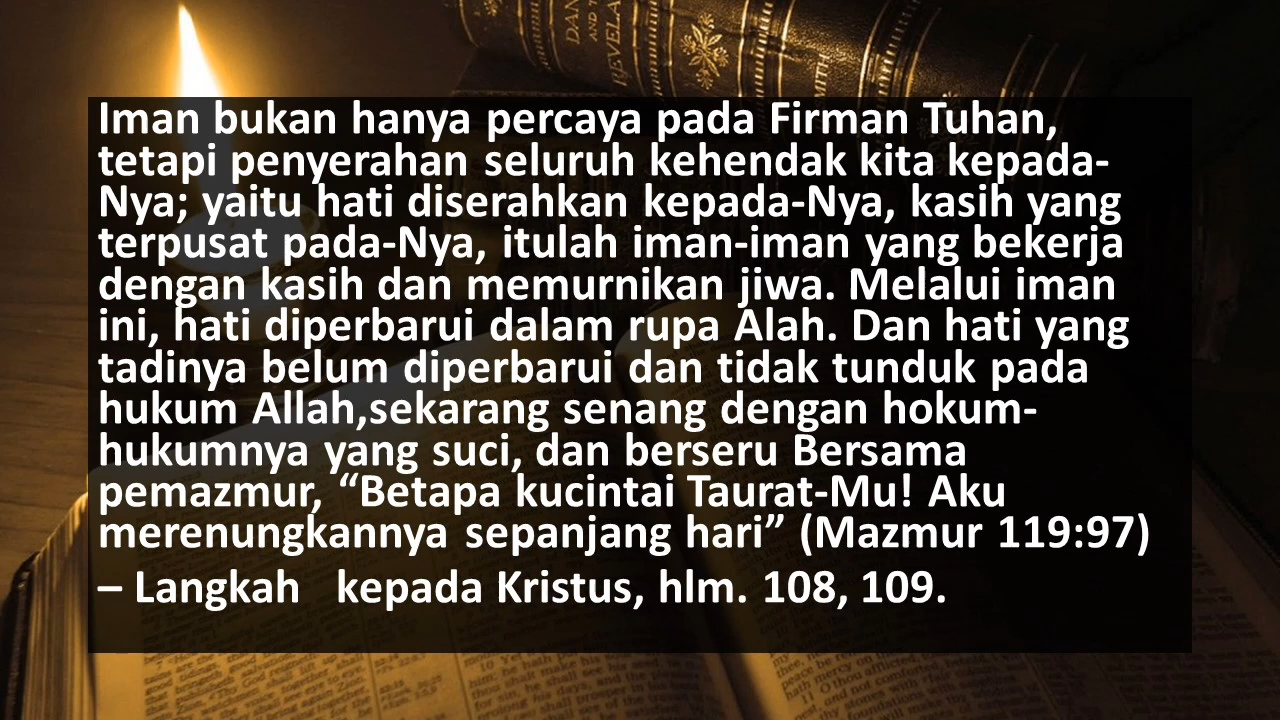 DAN
AND T
REVELA
ITH
Iman bukan hanya percaya pada Firman Tuhan,
tetapi penyerahan seluruh kehendak kita kepada-
Nya; yaitu hati diserahkan kepada-Nya, kasih yang
terpusat pada-Nya, itulah iman-iman yang bekerja
dengan kasih dan memurnikan jiwa. Melalui iman
ini, hati diperbarui dalam rupa Alah. Dan hati yang
tadinya belum diperbarui dan tidak tunduk pada
hukum Allah,sekarang senang dengan hokum-
hukumnya yang suci, dan berseru Bersama
pemazmur, “Betapa kucintai Taurat-Mu! Aku
merenungkannya sepanjang hari” (Mazmur 119:97)
– Langkah   kepada Kristus, hlm. 108, 109.